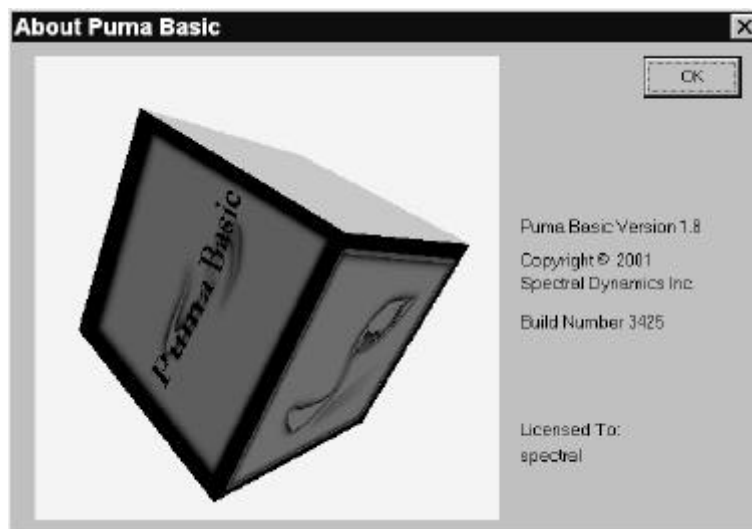 About Puma Basic
OK
Puma Basic
Puma Basic Version 1.8
Copyright © 2001
Spectral Dynamics Inc.
Build Number 3425
Licensed To:
spectral